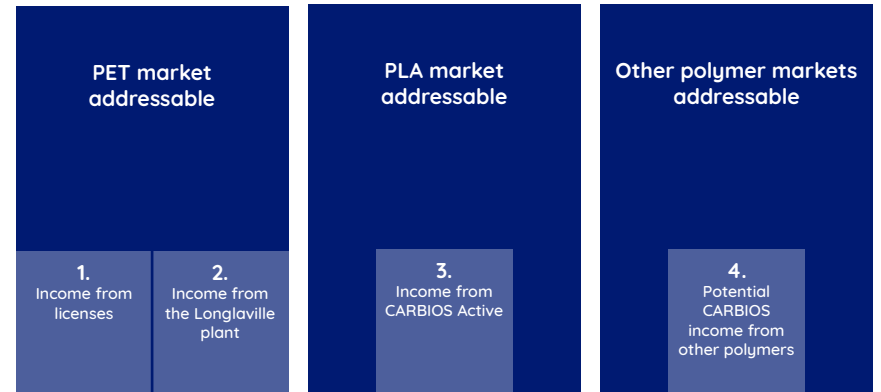 PET market
addressable
1.
Income from
licenses
2.
Income from
the Longlaville
plant
PLA market
addressable
3.
Income from
CARBIOS Active
Other polymer markets
addressable
4.
Potential
CARBIOS
income from
other polymers